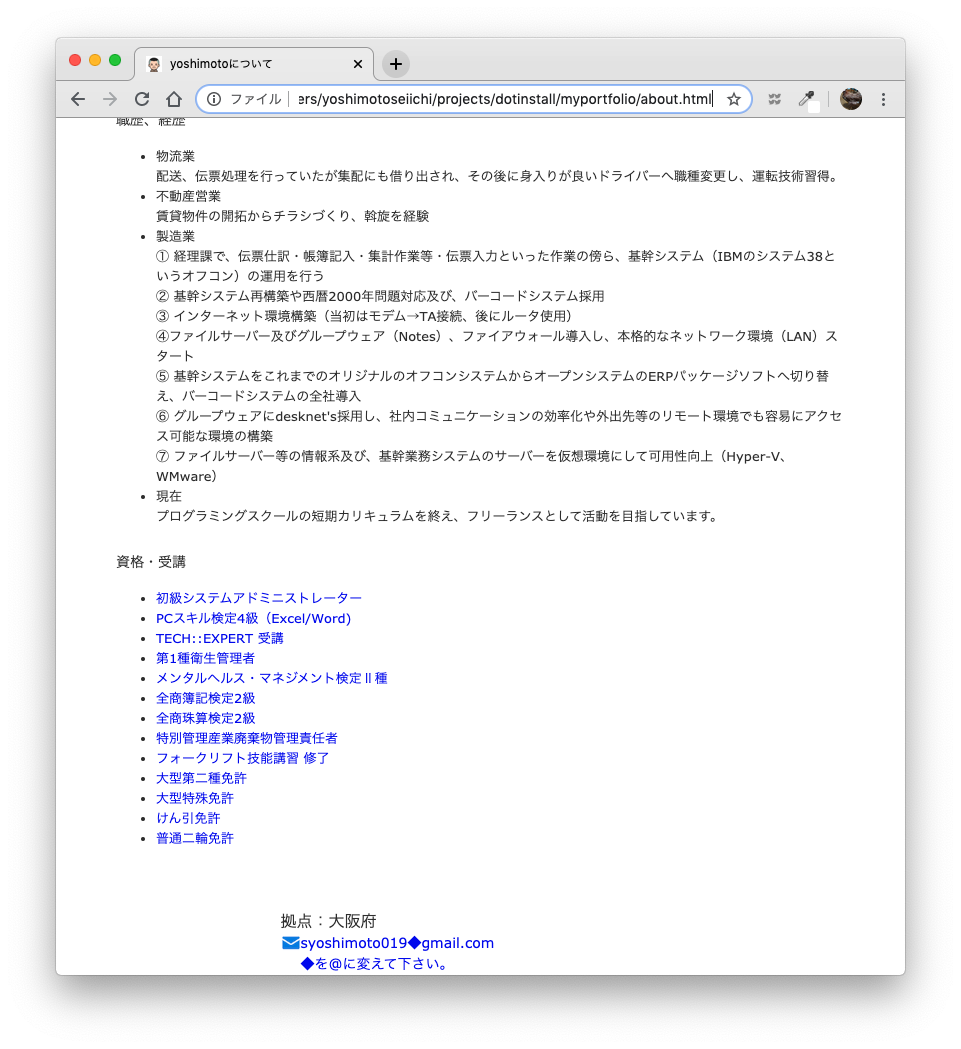 yoshimotoについて
ファイル ers/yoshimotoseiichi/projects/dotinstall/myportfolio/about.html
職歴、経歴
物流業
配送、伝票処理を行っていたが集配にも借り出され、その後に身入りが良いドライバーへ職種変更し、運転技術習得。
不動産営業
賃貸物件の開拓からチラシづくり、斡旋を経験
製造業
① 経理課で、伝票仕訳・帳簿記入・集計作業等・伝票入力といった作業の傍ら、基幹システム（IBMのシステム38と
いうオフコン）の運用を行う
② 基幹システム再構築や西暦2000年問題対応及び、バーコードシステム採用
③ インターネット環境構築（当初はモデム→TA接続、後にルータ使用）
④ファイルサーバー及びグループウェア（Notes）、ファイアウォール導入し、本格的なネットワーク環境（LAN）ス
タート
⑤ 基幹システムをこれまでのオリジナルのオフコンシステムからオープンシステムのERPパッケージソフトへ切り替
え、バーコードシステムの全社導入
⑥ グループウェアにdesknet's採用し、社内コミュニケーションの効率化や外出先等のリモート環境でも容易にアクセ
ス可能な環境の構築
⑦ ファイルサーバー等の情報系及び、基幹業務システムのサーバーを仮想環境にして可用性向上（Hyper-V、
WMware）
現在
プログラミングスクールの短期カリキュラムを終え、フリーランスとして活動を目指しています。
資格・受講
初級システムアドミニストレーター
PCスキル検定4級（Excel/Word)
TECH::EXPERT 受講
第1種衛生管理者
メンタルヘルス・マネジメント検定Ⅱ種
全商簿記検定2級
全商珠算検定2級
特別管理産業廃棄物管理責任者
フォークリフト技能講習 修了
大型第二種免許
大型特殊免許
けん引免許
普通二輪免許
拠点：大阪府
syoshimoto019◆gmail.com
◆を@に変えて下さい。